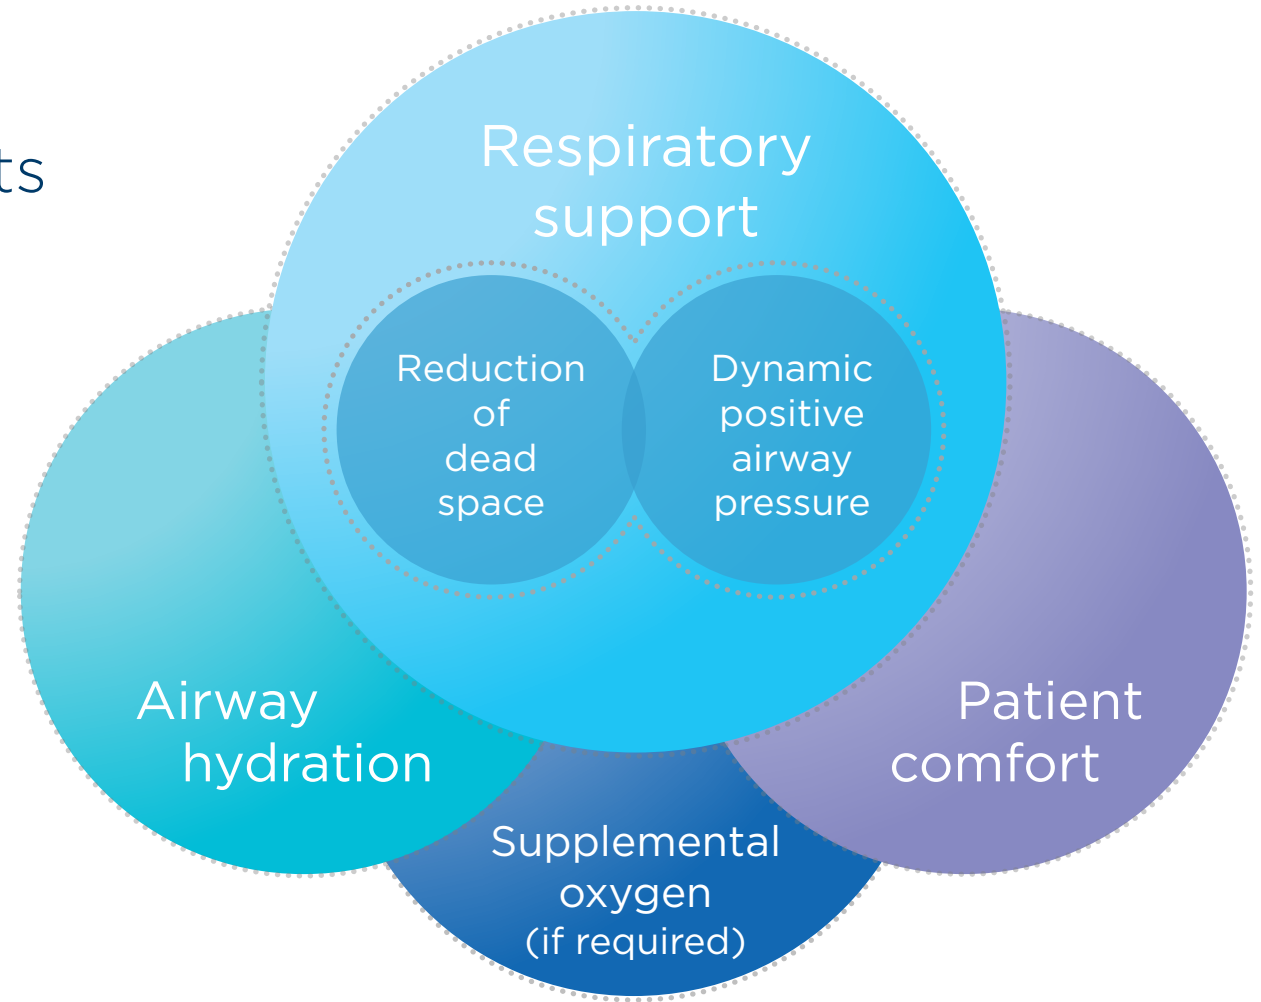 ts
Respiratory
support
Reduction
of
dead
space
Dynamic
positive
airway
pressure
Airway
hydration
Patient
comfort
Supplemental
oxygen
(if required)